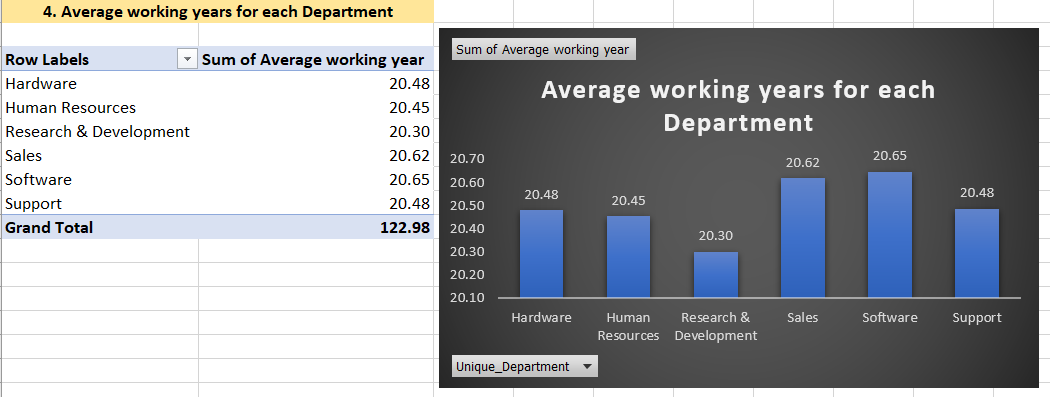 4. Average working years for each Department
Row Labels Sum of Average working year
Hardware 20.48
Human Resources 20.45
Research & Development 20.30
Sales 20.62
Software 20.65
Support 20.48
Grand Total 122.98
Sum of Average working year
Average working years for each
Department
20.70
20.60
20.50
20.40
20.30
20.20
20.10
20.48
20.45
20.30
20.62
20.65
20.48
Hardware
Human
Resources
Research &
Development
Sales
Software
Support
Unique_Department